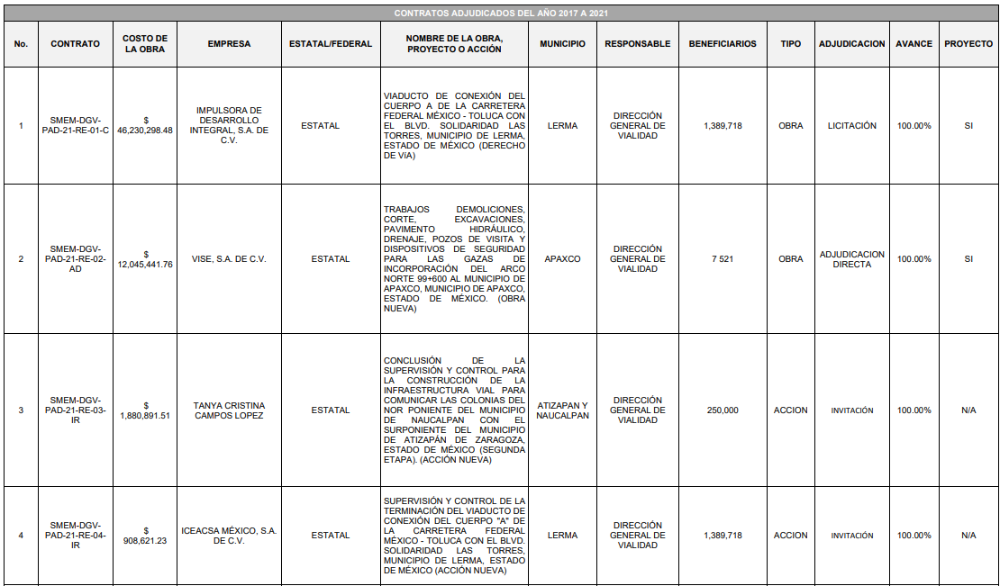 CONTRATOS ADJUDICADOS DEL AÑO 2017 A 2021
No.
CONTRATO
COSTO DE
LA OBRA
EMPRESA
ESTATAL/FEDERAL
NOMBRE DE LA OBRA,
PROYECTO O ACCIÓN
MUNICIPIO
RESPONSABLE
BENEFICIARIOS
TIPO
ADJUDICACION
AVANCE
PROYECTO
1
SMEM-DGV-
PAD-21-RE-01-C
$
46,230,298.48
IMPULSORA DE
DESARROLLO
INTEGRAL, S.A. DE
C.V.
ESTATAL
VIADUCTO DE CONEXIÓN DEL
CUERPO A DE LA CARRETERA
FEDERAL MÉXICO - TOLUCA CON
EL BLVD. SOLIDARIDAD LAS
TORRES, MUNICIPIO DE LERMA,
ESTADO DE MÉXICO (DERECHO
DE VíA)
LERMA
DIRECCIÓN
GENERAL DE
VIALIDAD
1,389,718
OBRA
LICITACIÓN
100.00%
SI
2
SMEM-DGV-
PAD-21-RE-02-
AD
$
12,045,441.76
VISE, S.A. DE C.V.
ESTATAL
TRABAJOS DEMOLICIONES,
CORTE, EXCAVACIONES,
PAVIMENTO HIDRÁULICO,
DRENAJE, POZOS DE VISITA Y
DISPOSITIVOS DE SEGURIDAD
PARA LAS GAZAS DE
INCORPORACIÓN DEL ARCO
NORTE 99+600 AL MUNICIPIO DE
APAXCO, MUNICIPIO DE APAXCO,
ESTADO DE MÉXICO. (OBRA
NUEVA)
APAXCO
DIRECCIÓN
GENERAL DE
VIALIDAD
7 521
OBRA
ADJUDICACION
DIRECTA
100.00%
SI
3
SMEM-DGV-
PAD-21-RE-03-
IR
$
1,880,891.51
TANYA CRISTINA
CAMPOS LOPEZ
ESTATAL
CONCLUSIÓN DE LA
SUPERVISIÓN Y CONTROL PARA
LA CONSTRUCCIÓN DE LA
INFRAESTRUCTURA VIAL PARA
COMUNICAR LAS COLONIAS DEL
NOR PONIENTE DEL MUNICIPIO
DE NAUCALPAN CON EL
SURPONIENTE DEL MUNICIPIO
DE ATIZAPÁN DE ZARAGOZA,
ESTADO DE MÉXICO (SEGUNDA
ETAPA). (ACCIÓN NUEVA)
ATIZAPAN Y
NAUCALPAN
DIRECCIÓN
GENERAL DE
VIALIDAD
250,000
ACCION
INVITACIÓN
100.00%
N/A
4
SMEM-DGV-
PAD-21-RE-04-
IR
$
908,621.23
ICEACSA MÉXICO, S.A.
DE C.V.
ESTATAL
SUPERVISIÓN Y CONTROL DE LA
TERMINACIÓN DEL VIADUCTO DE
CONEXIÓN DEL CUERPO "A" DE
LA CARRETERA FEDERAL
MÉXICO - TOLUCA CON EL BLVD.
SOLIDARIDAD LAS TORRES,
MUNICIPIO DE LERMA, ESTADO
DE MÉXICO (ACCIÓN NUEVA)
LERMA
DIRECCIÓN
GENERAL DE
VIALIDAD
1,389,718
ACCION
INVITACIÓN
100.00%
N/A